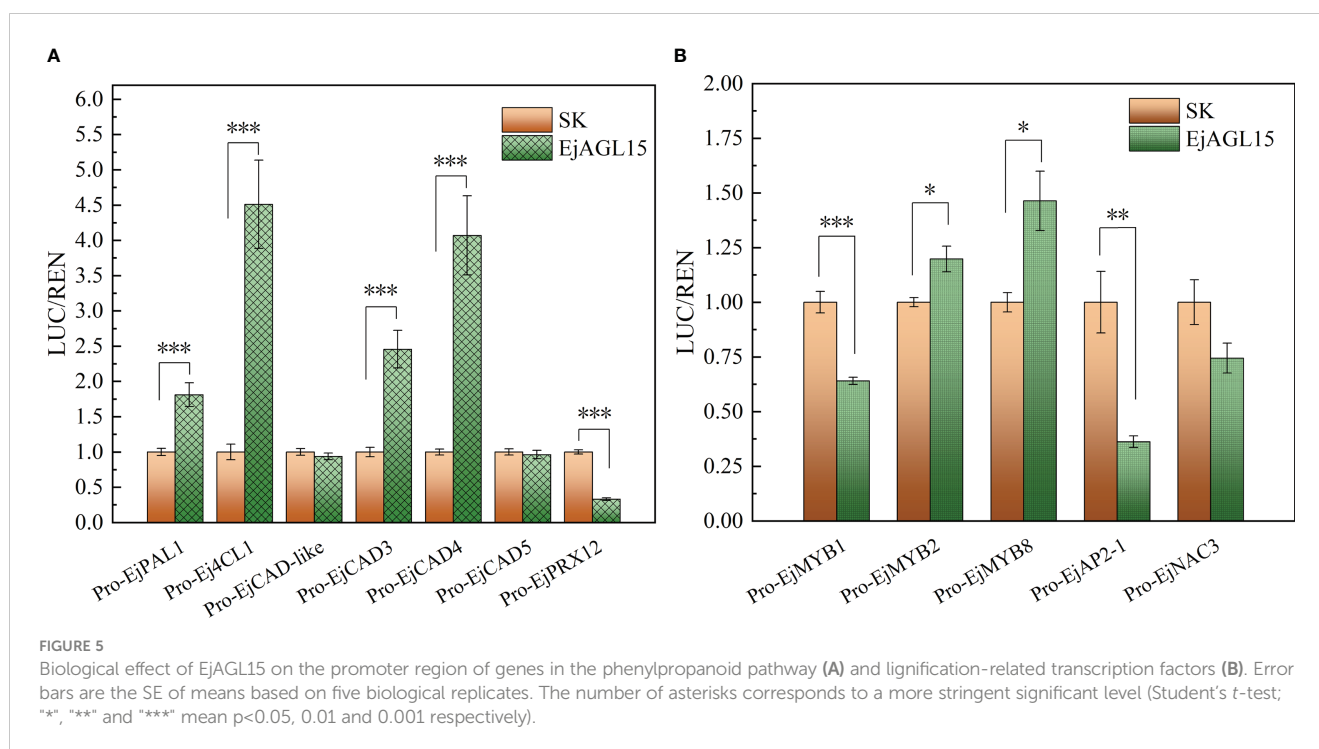 A
6.0
5.5
5.0
4.5
4.0
3.5
3.0
2.5
2.0
1.5
1.0
0.5
0.0
LUC/REN
SK
EjAGL15
***
***
***
***
***
Pro-EjPAL1
Pro-Ej4CL1
Pro-EjCAD-like
Pro-EjCAD3
Pro-EjCAD4
Pro-EjCAD5
Pro-EjPRX12
B
2.00
1.75
1.50
1.25
1.00
0.75
0.50
0.25
0.00
LUC/REN
SK
EjAGL15
***
*
*
**
Pro-EjMYB1
Pro-EjMYB2
Pro-EjMYB8
Pro-EjAP2-1
Pro-EjNAC3
FIGURE 5
Biological effect of EjAGL15 on the promoter region of genes in the phenylpropanoid pathway (A) and lignification-related transcription factors (B). Error
bars are the SE of means based on five biological replicates. The number of asterisks corresponds to a more stringent significant level (Student's t-test;
"*", "**" and "***" mean p<0.05, 0.01 and 0.001 respectively).